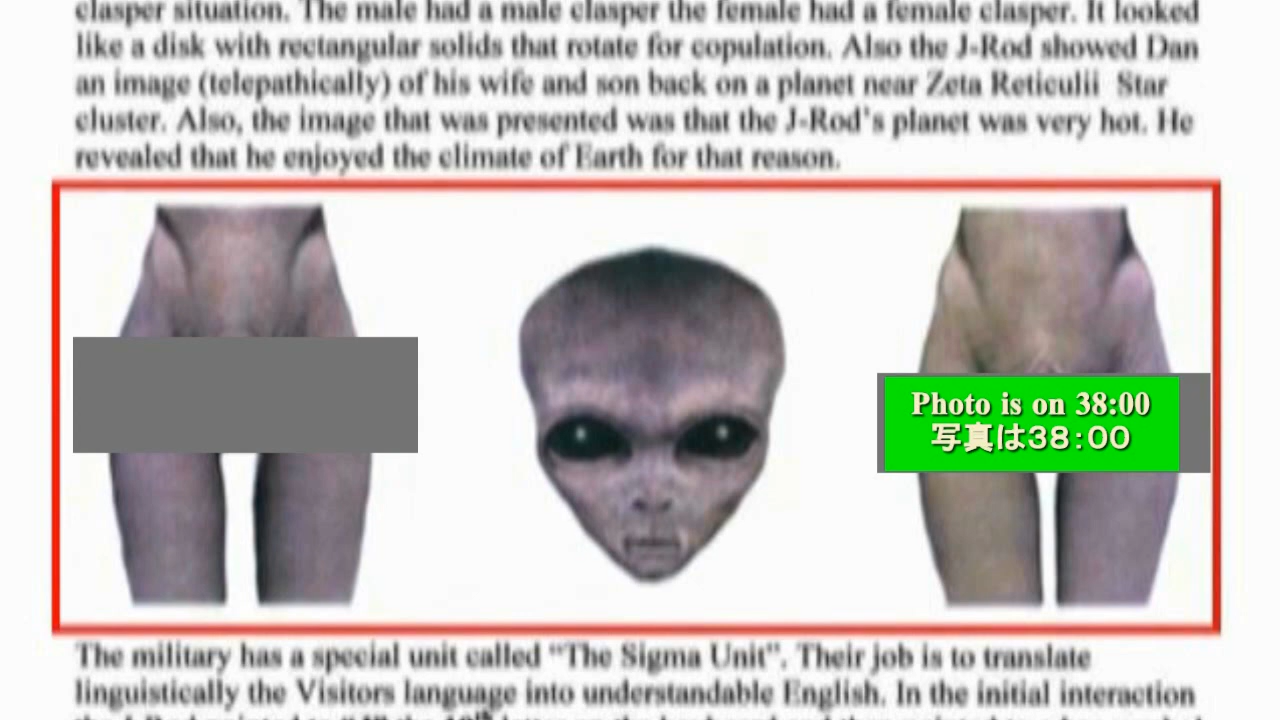 clasper situation. The male had a male clasper the female had a female clasper. It looked
like a disk with rectangular solids that rotate for copulation. Also the J-Rod showed Dan
an image (telepathically) of his wife and son back on a planet near Zeta Reticulii Star
cluster. Also, the image that was presented was that the J-Rod's planet was very hot. He
revealed that he enjoyed the climate of Earth for that reason.
Photo is on 38:00
写真は38:00
The military has a special unit called “The Sigma Unit”. Their job is to translate
linguistically the Visitors language into understandable English. In the initial interaction